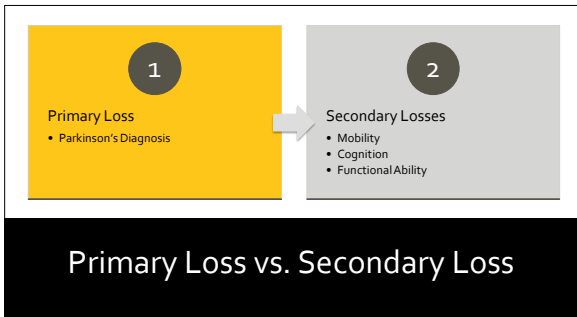 1
Primary Loss
• Parkinson's Diagnosis
2
Secondary Losses
• Mobility
• Cognition
• Functional Ability
Primary Loss vs. Secondary Loss